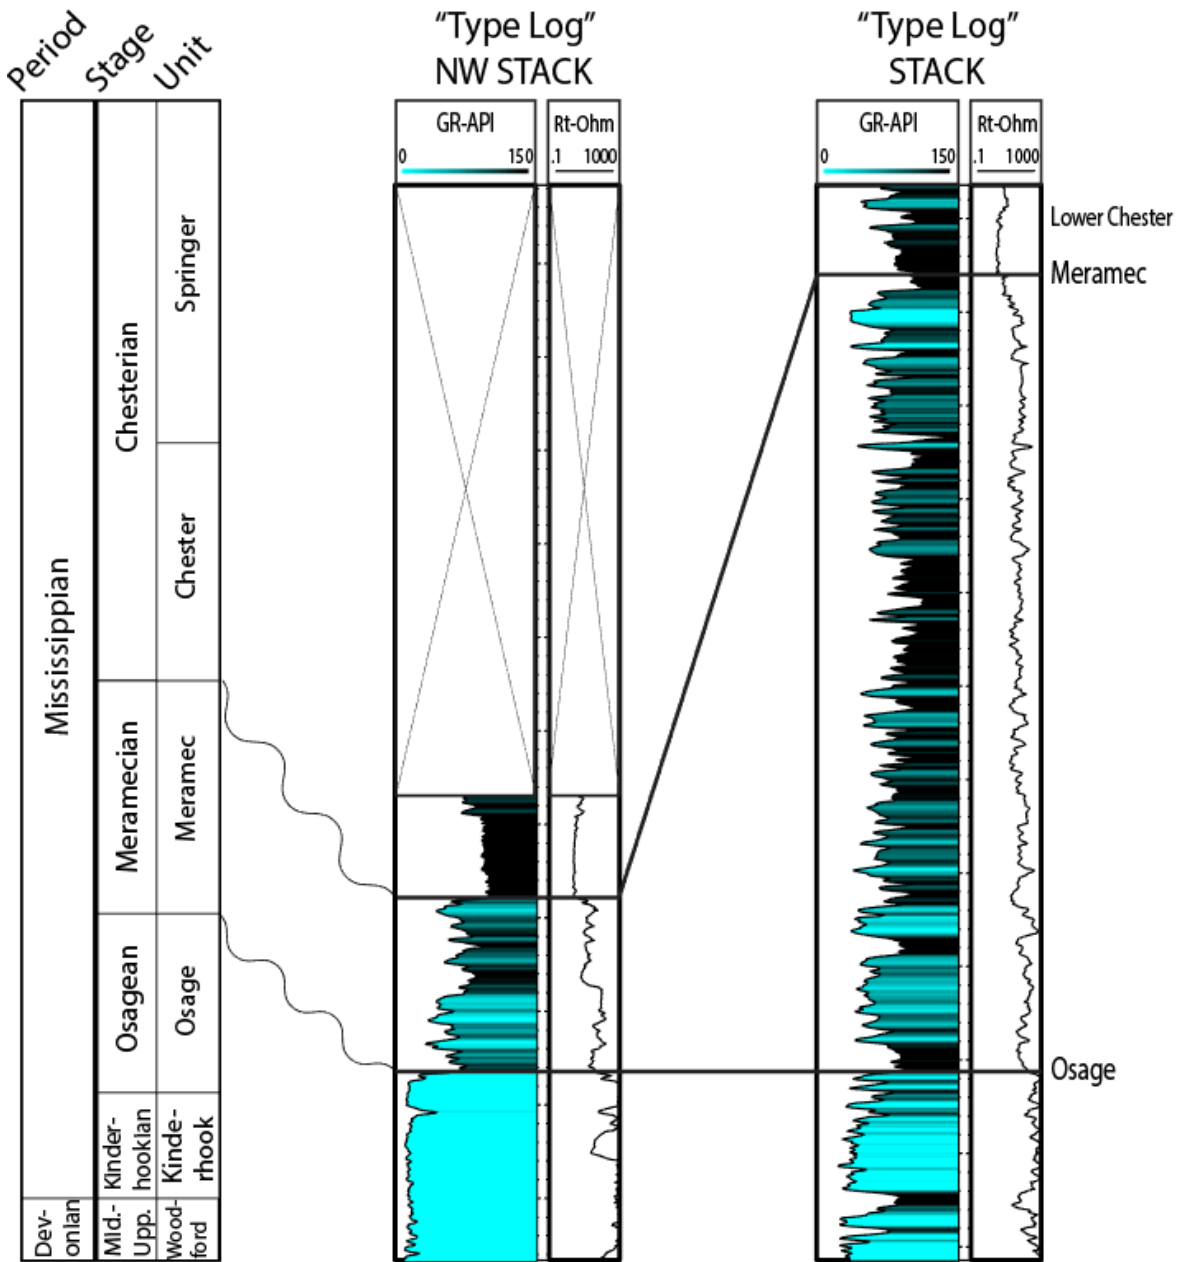 Period
Stage
Unit
"Type Log"
NW STACK
"Type Log"
STACK
GR-API
0 150
Rt-Ohm
.1 1000
GR-API
0 150
Rt-Ohm
.1 1000
Lower Chester
Meramec
Osage
Mississippian
Dev-
onian
Chesterian
Meramecian
Osagean
Kinder-
hookian
Mid.-
Upp.
Springer
Chester
Meramec
Osage
Kinde-
rhook
Wood-
ford